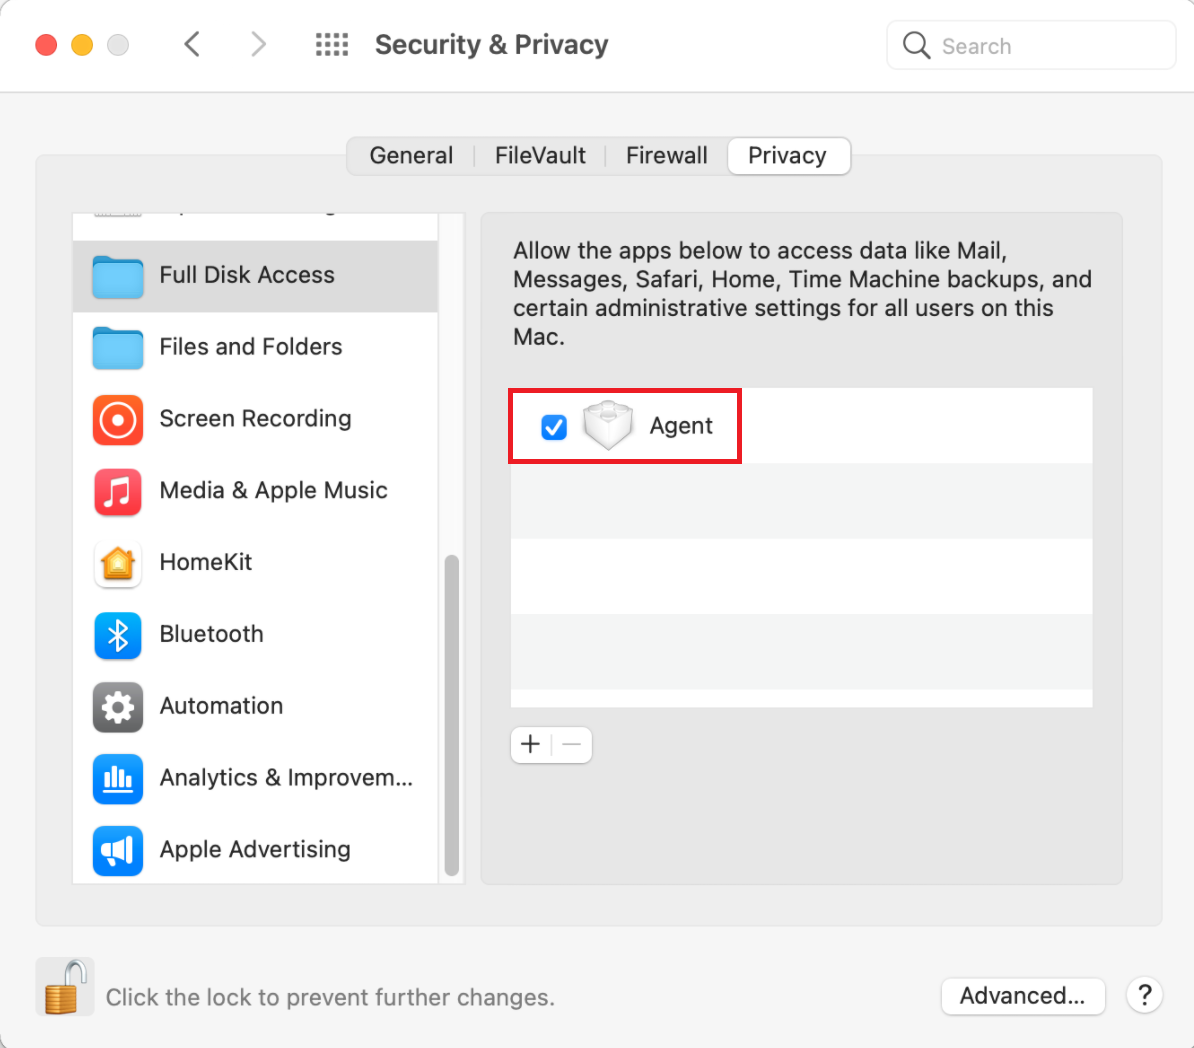 Security & Privacy
Search
General
FileVault
Firewall
Privacy
Full Disk Access
Files and Folders
Screen Recording
Media & Apple Music
HomeKit
Bluetooth
Automation
Analytics & Improvem...
Apple Advertising
Allow the apps below to access data like Mail,
Messages, Safari, Home, Time Machine backups, and
certain administrative settings for all users on this
Mac.
Agent
Click the lock to prevent further changes.
Advanced...
?